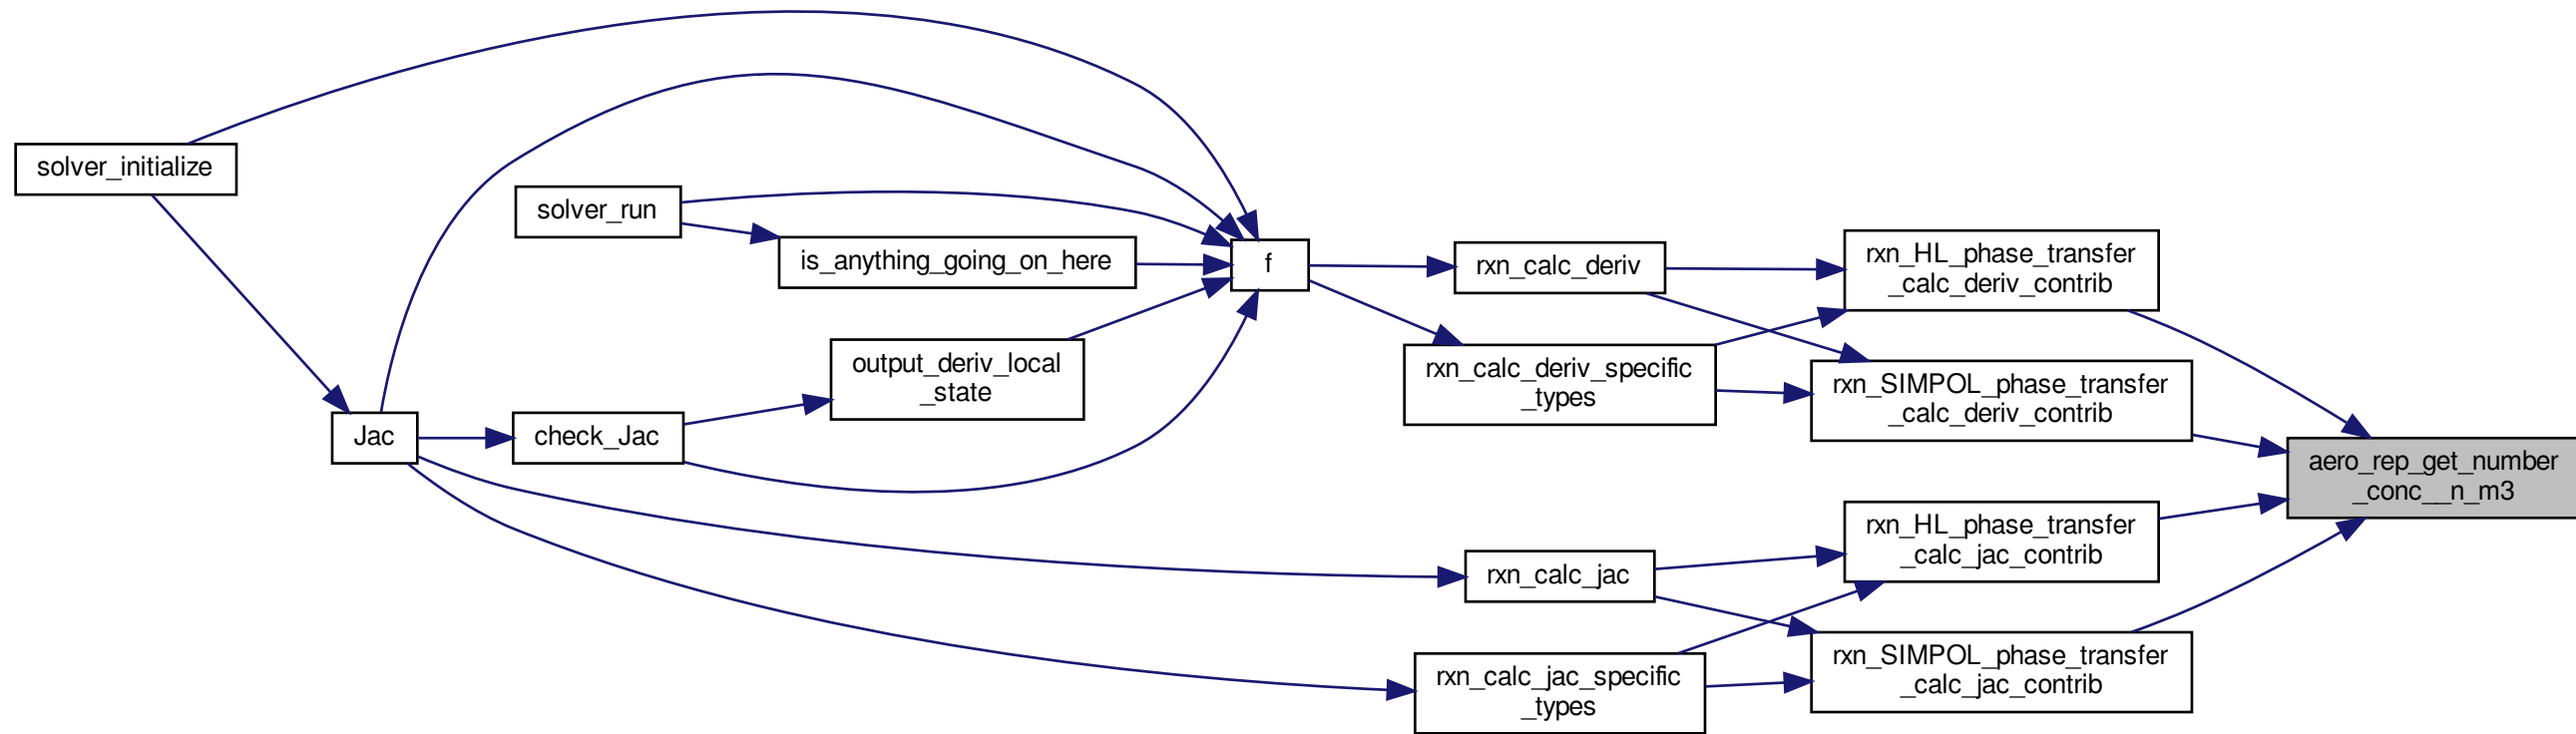 solver_initialize
solver_run
is_anything_going_on_here
f
rxn_calc_deriv
rxn_HL_phase_transfer
_calc_deriv_contrib
output_deriv_local
_state
rxn_calc_deriv_specific
_types
rxn_SIMPOL_phase_transfer
_calc_deriv_contrib
Jac
check_Jac
aero_rep_get_number
_conc__n_m3
rxn_calc_jac
rxn_HL_phase_transfer
_calc_jac_contrib
rxn_calc_jac_specific
_types
rxn_SIMPOL_phase_transfer
_calc_jac_contrib